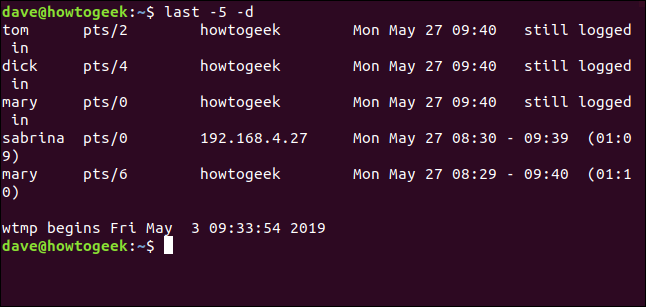 dave@howtogeek:~$ last -5 -d
tom      pts/2        howtogeek        Mon May 27 09:40   still logged
 in
dick     pts/4        howtogeek        Mon May 27 09:40   still logged
 in
mary     pts/0        howtogeek        Mon May 27 09:40   still logged
 in
sabrina  pts/0        192.168.4.27     Mon May 27 08:30 - 09:39  (01:0
9)
mary     pts/6        howtogeek        Mon May 27 08:29 - 09:40  (01:1
0)
wtmp begins Fri May  3 09:33:54 2019
dave@howtogeek:~$